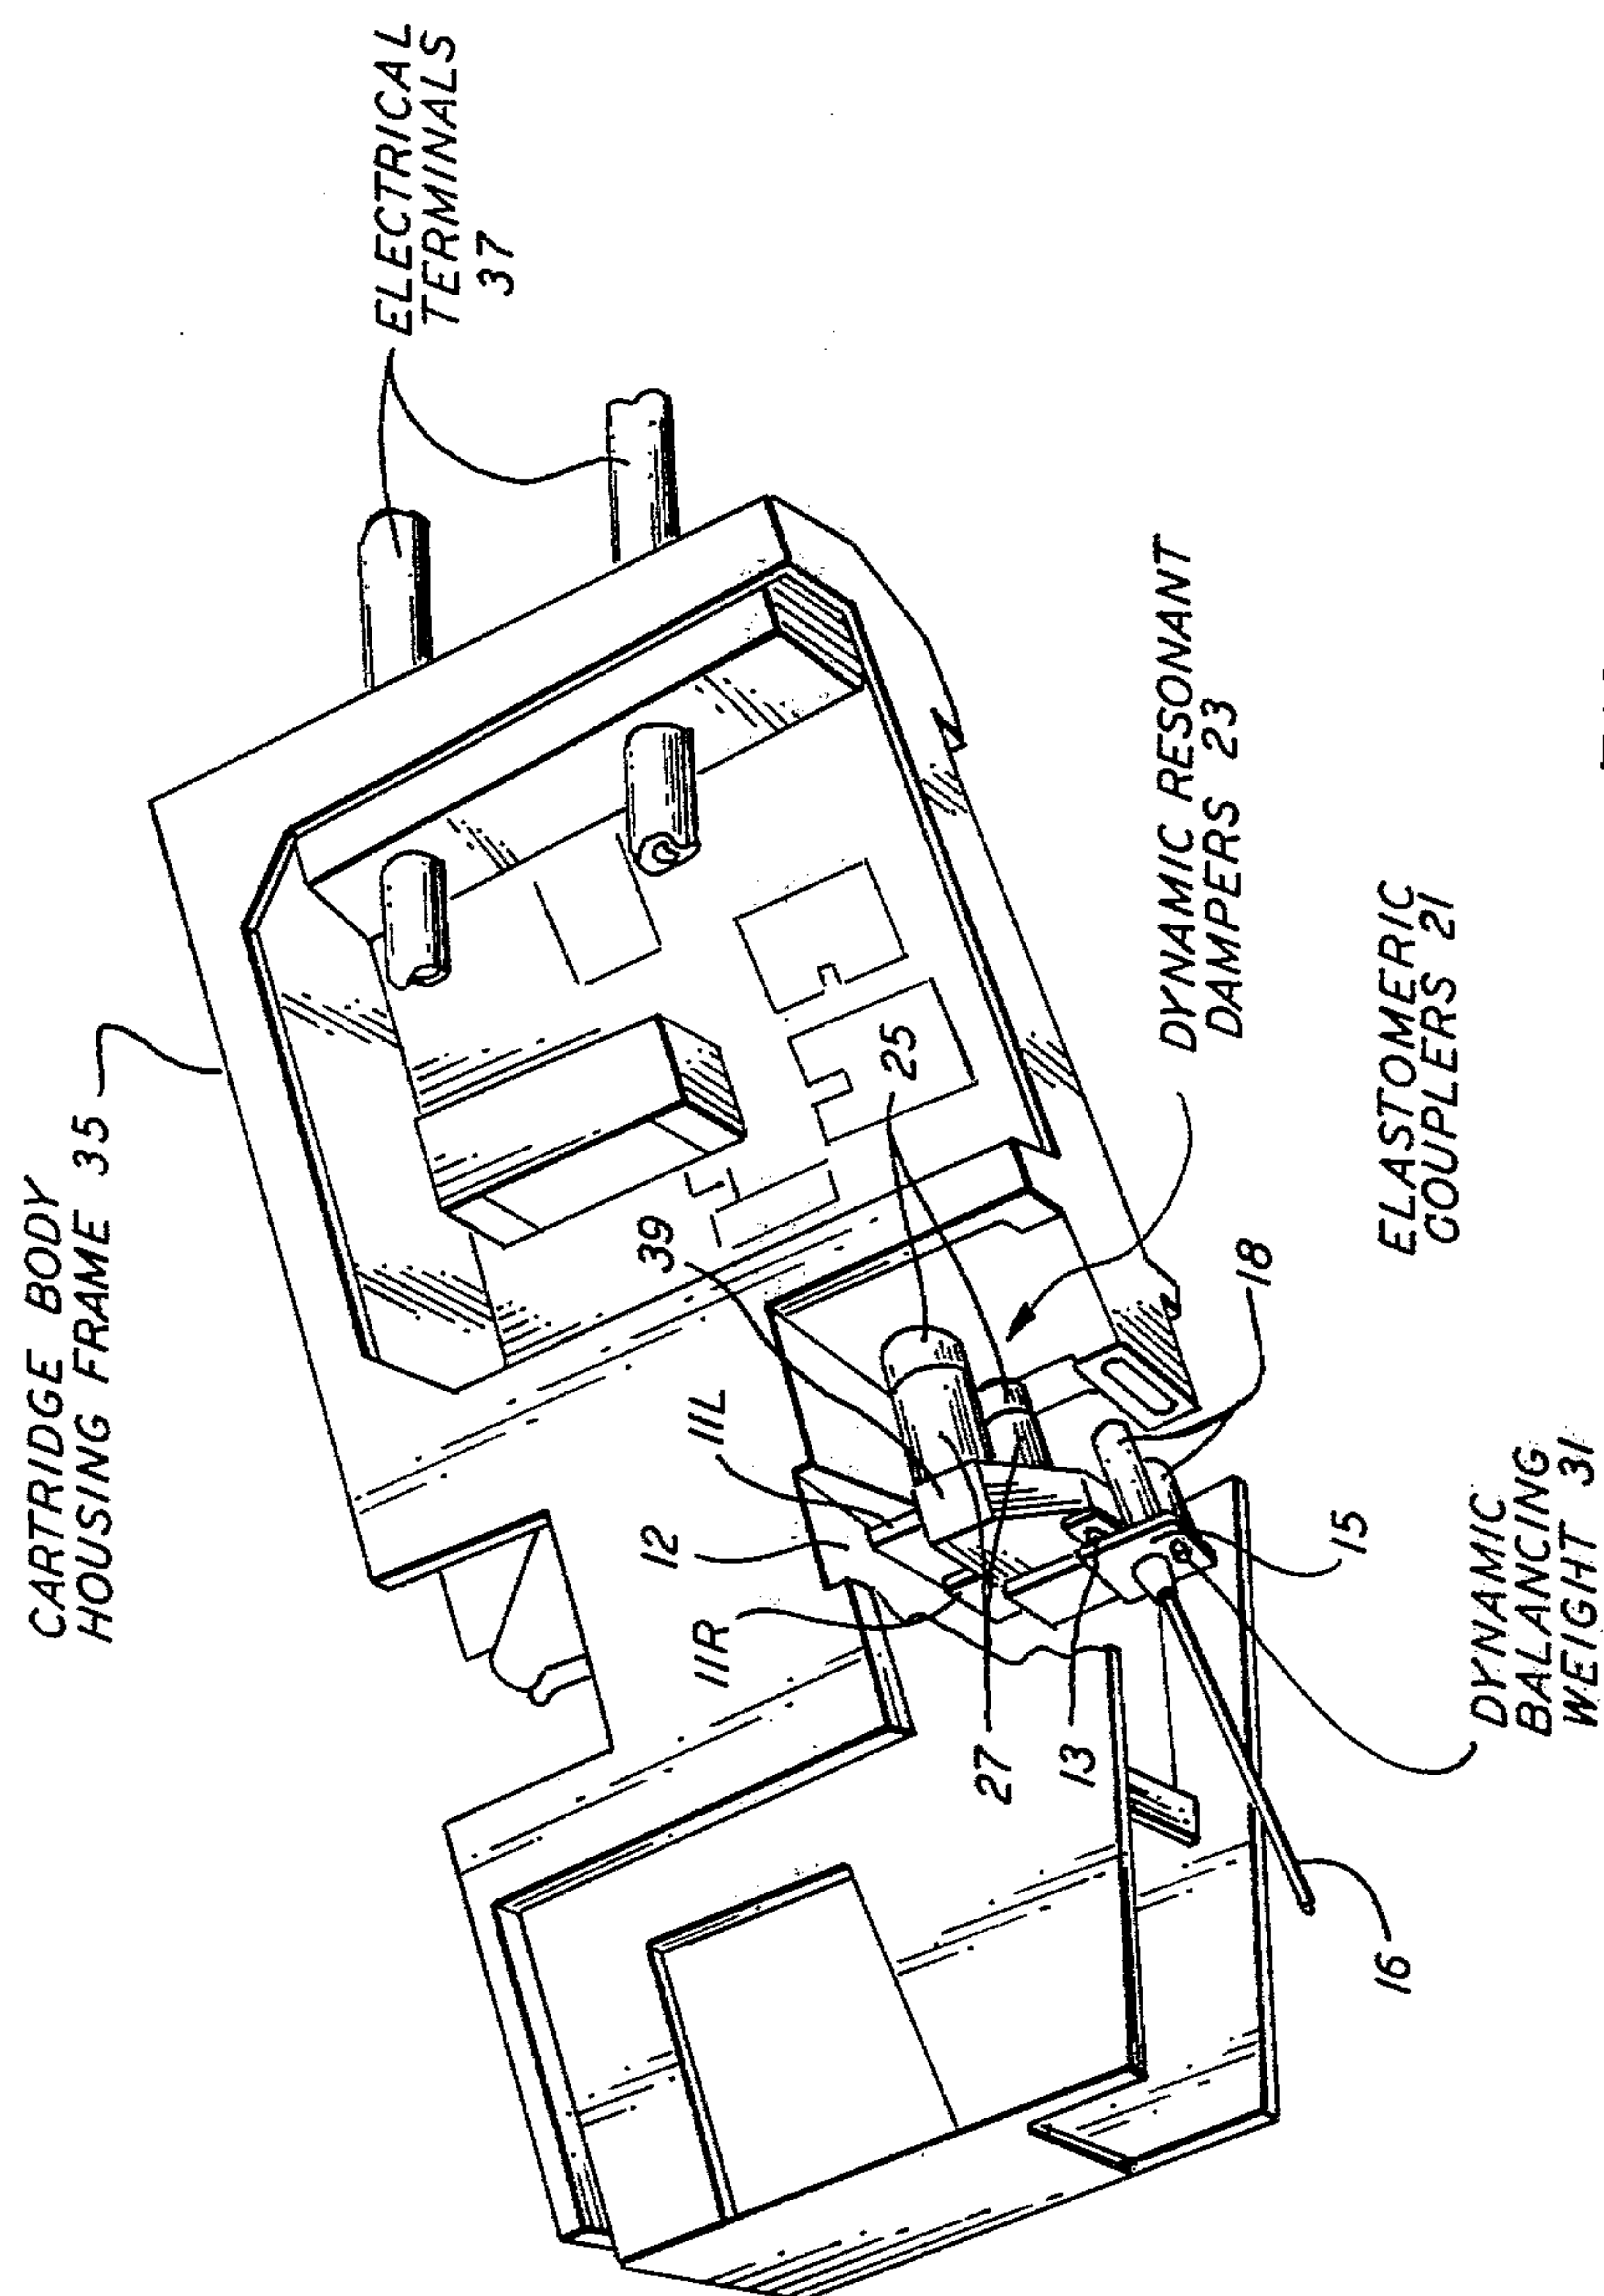 CARTRIDGE BODY
HOUSING FRAME 35
ELECTRICAL
TERMINALS
37
39
11L
12
11R
25
27
13
DYNAMIC RESONANT
DAMPERS 23
18
15
16
ELASTOMERIC
COUPLERS 21
DYNAMIC
BALANCING
WEIGHT 31